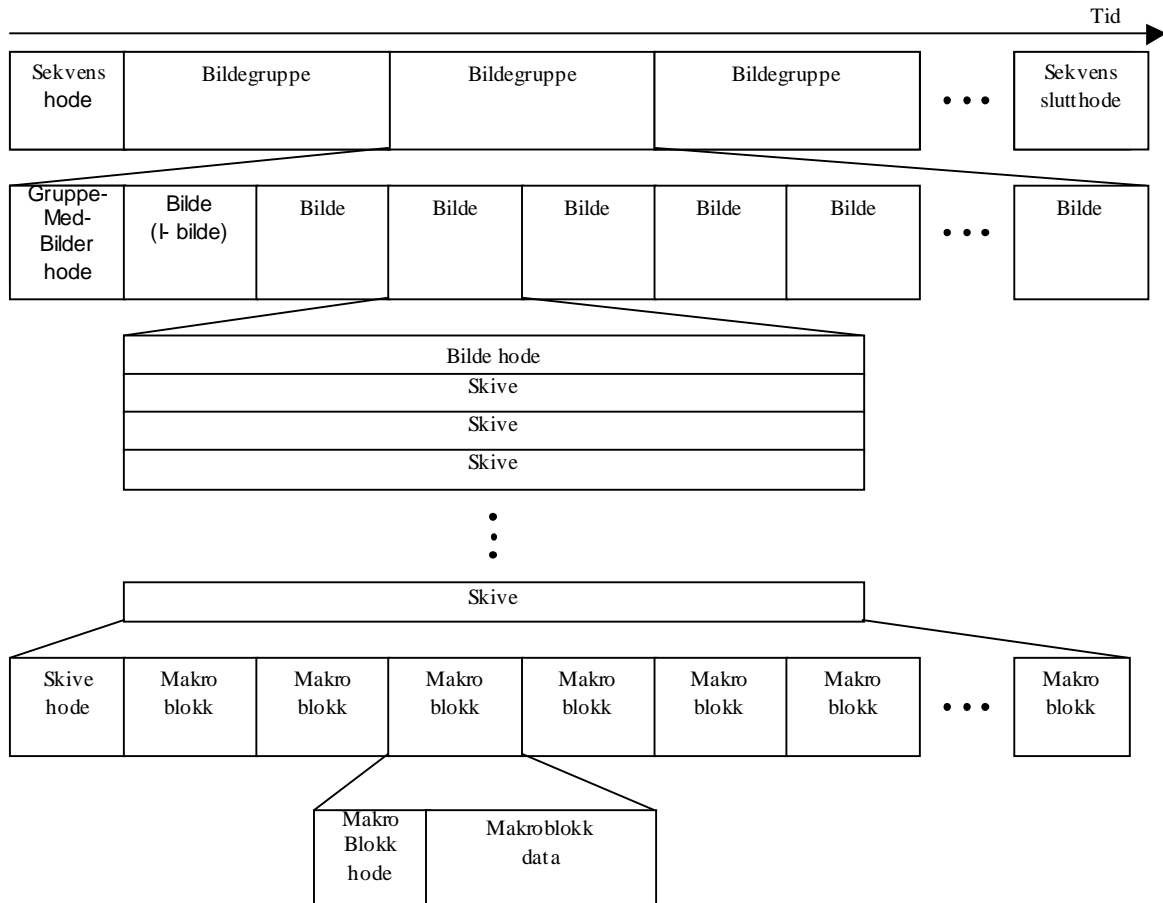 Tid
Sekvens
hode
Bildegruppe
Bildegruppe
Bildegruppe
Sekvens
slutthode
Gruppe-
Med-
Bilder
hode
Bilde
(I- bilde)
Bilde
Bilde
Bilde
Bilde
Bilde
Bilde
Bilde hode
Skive
Skive
Skive
Skive
Skive
hode
Makro
blokk
Makro
blokk
Makro
blokk
Makro
blokk
Makro
blokk
Makro
blokk
Makro
blokk
Makro
Blokk
hode
Makroblokk
data